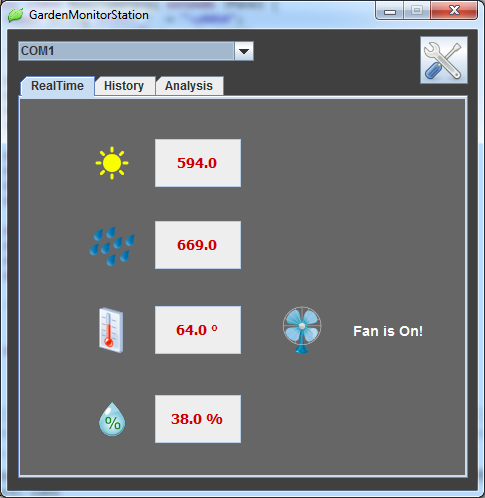 GardenMonitorStation
COM1
RealTime History Analysis
594.0
669.0
64.0 °
Fan is On!
%
38.0 %